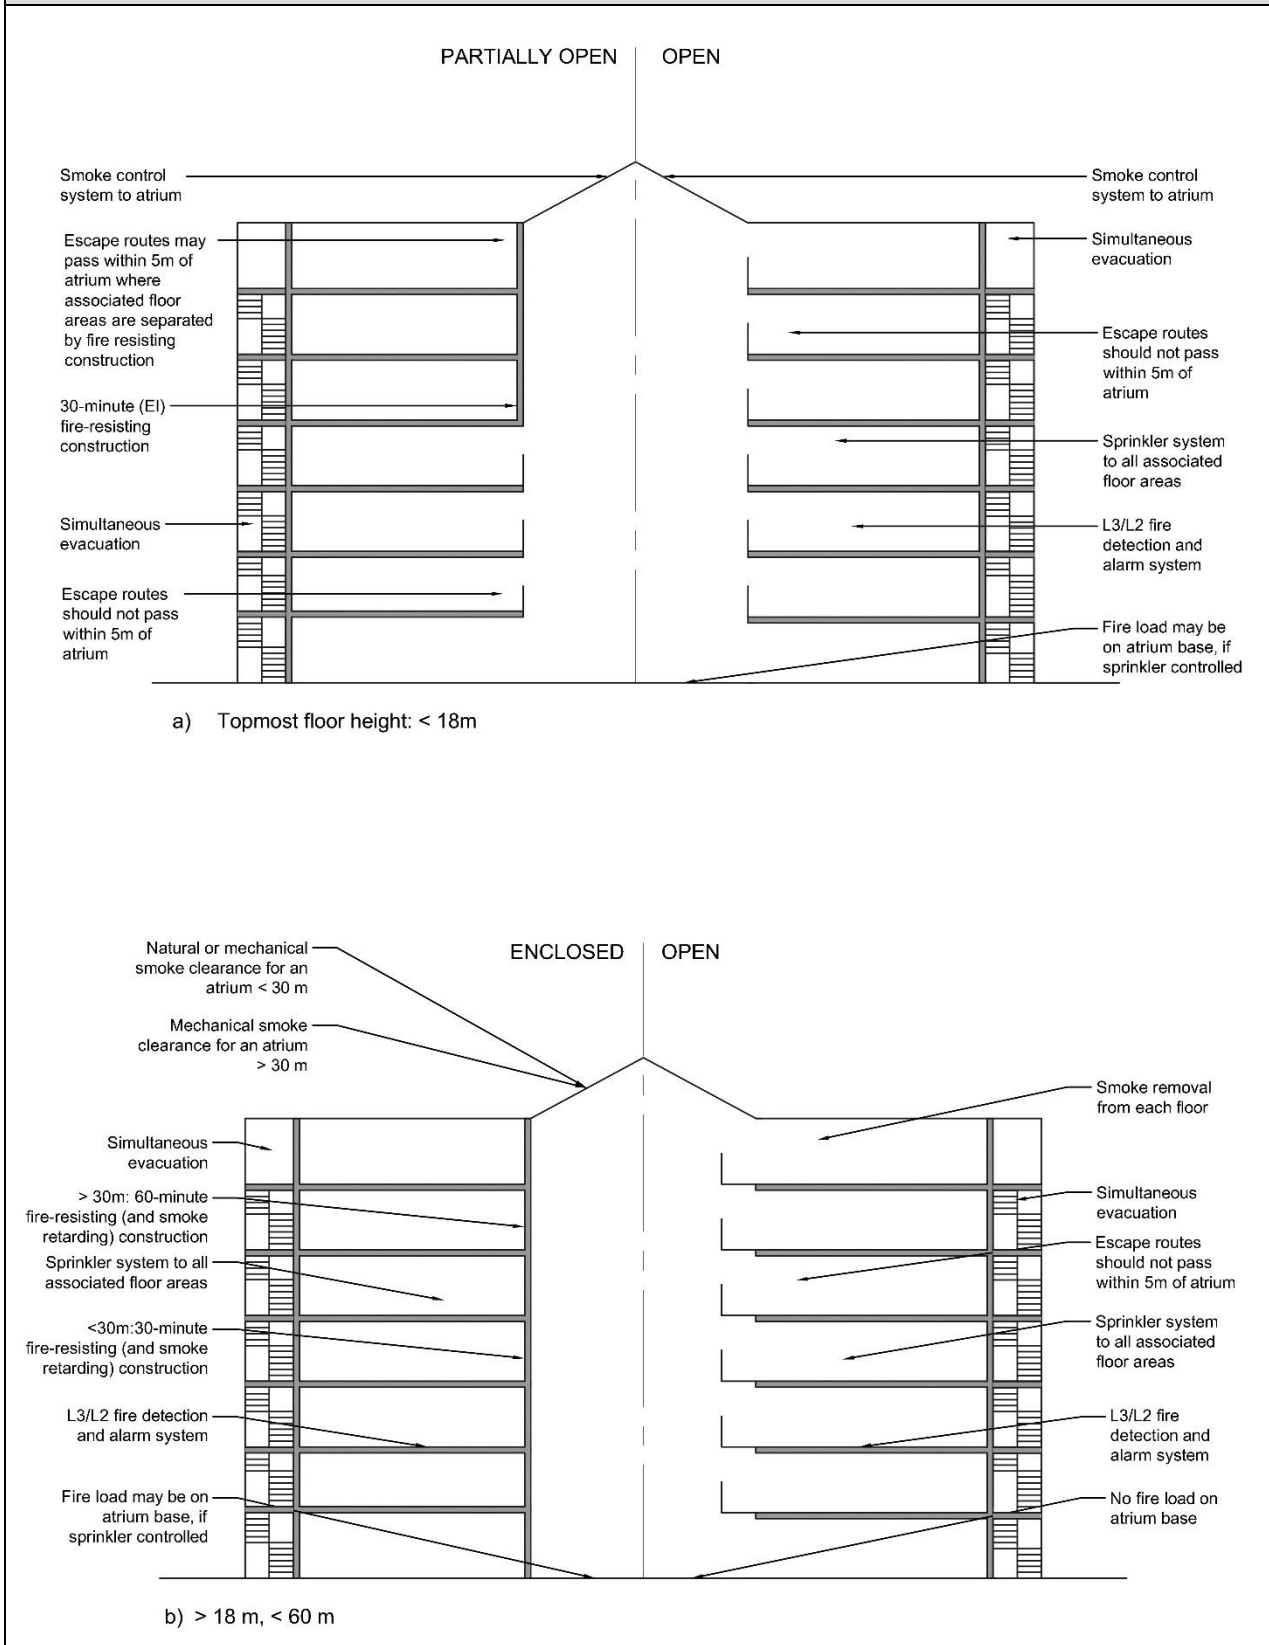 PARTIALLY OPEN
OPEN
Smoke control
system to atrium
Escape routes may
pass within 5m of
atrium where
associated floor
areas are separated
by fire resisting
construction
30-minute (EI)
fire-resisting
construction
Simultaneous
evacuation
Escape routes
should not pass
within 5m of
atrium
Smoke control
system to atrium
Simultaneous
evacuation
Escape routes
should not pass
within 5m of
atrium
Sprinkler system
to all associated
floor areas
L3/L2 fire
detection and
alarm system
Fire load may be
on atrium base, if
sprinkler controlled
a) Topmost floor height: < 18m
ENCLOSED
OPEN
Natural or mechanical
smoke clearance for an
atrium < 30 m
Mechanical smoke
clearance for an atrium
> 30 m
Simultaneous
evacuation
> 30m: 60-minute
fire-resisting (and smoke
retarding) construction
Sprinkler system to all
associated floor areas
<30m:30-minute
fire-resisting (and smoke
retarding) construction
L3/L2 fire detection
and alarm system
Fire load may be on
atrium base, if
sprinkler controlled
Smoke removal
from each floor
Simultaneous
evacuation
Escape routes
should not pass
within 5m of atrium
Sprinkler system
to all associated
floor areas
L3/L2 fire
detection and
alarm system
No fire load on
atrium base
b) > 18 m, < 60 m